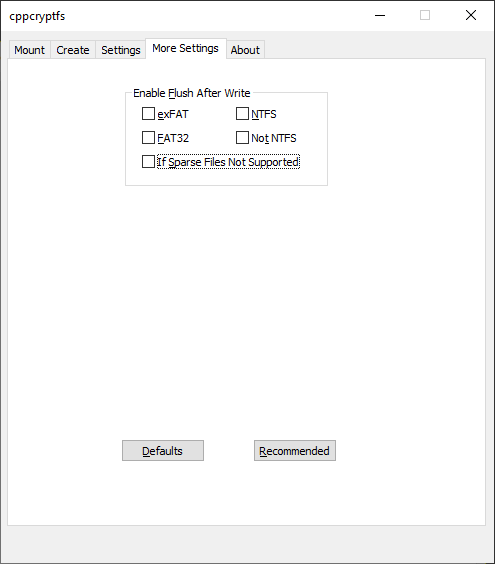 cppcryptfs
Mount Create Settings More Settings About
Enable Flush After Write
exFAT NTFS
FAT32 Not NTFS
If Sparse Files Not Supported
Defaults Recommended